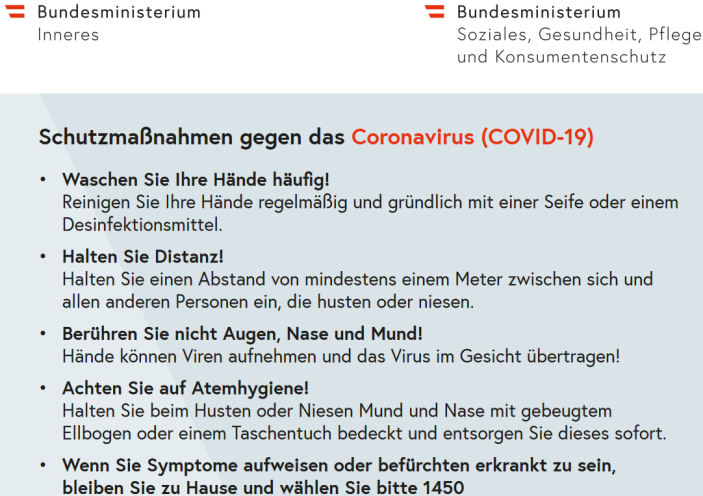 Bundesministerium
Inneres
Bundesministerium
Soziales, Gesundheit, Pflege
und Konsumentenschutz
Schutzmaßnahmen gegen das Coronavirus (COVID-19)
• Waschen Sie Ihre Hände häufig!
Reinigen Sie Ihre Hände regelmäßig und gründlich mit einer Seife oder einem
Desinfektionsmittel.
• Halten Sie Distanz!
Halten Sie einen Abstand von mindestens einem Meter zwischen sich und
allen anderen Personen ein, die husten oder niesen.
• Berühren Sie nicht Augen, Nase und Mund!
Hände können Viren aufnehmen und das Virus im Gesicht übertragen!
• Achten Sie auf Atemhygiene!
Halten Sie beim Husten oder Niesen Mund und Nase mit gebeugtem
Ellbogen oder einem Taschentuch bedeckt und entsorgen Sie dieses sofort.
• Wenn Sie Symptome aufweisen oder befürchten erkrankt zu sein,
bleiben Sie zu Hause und wählen Sie bitte 1450